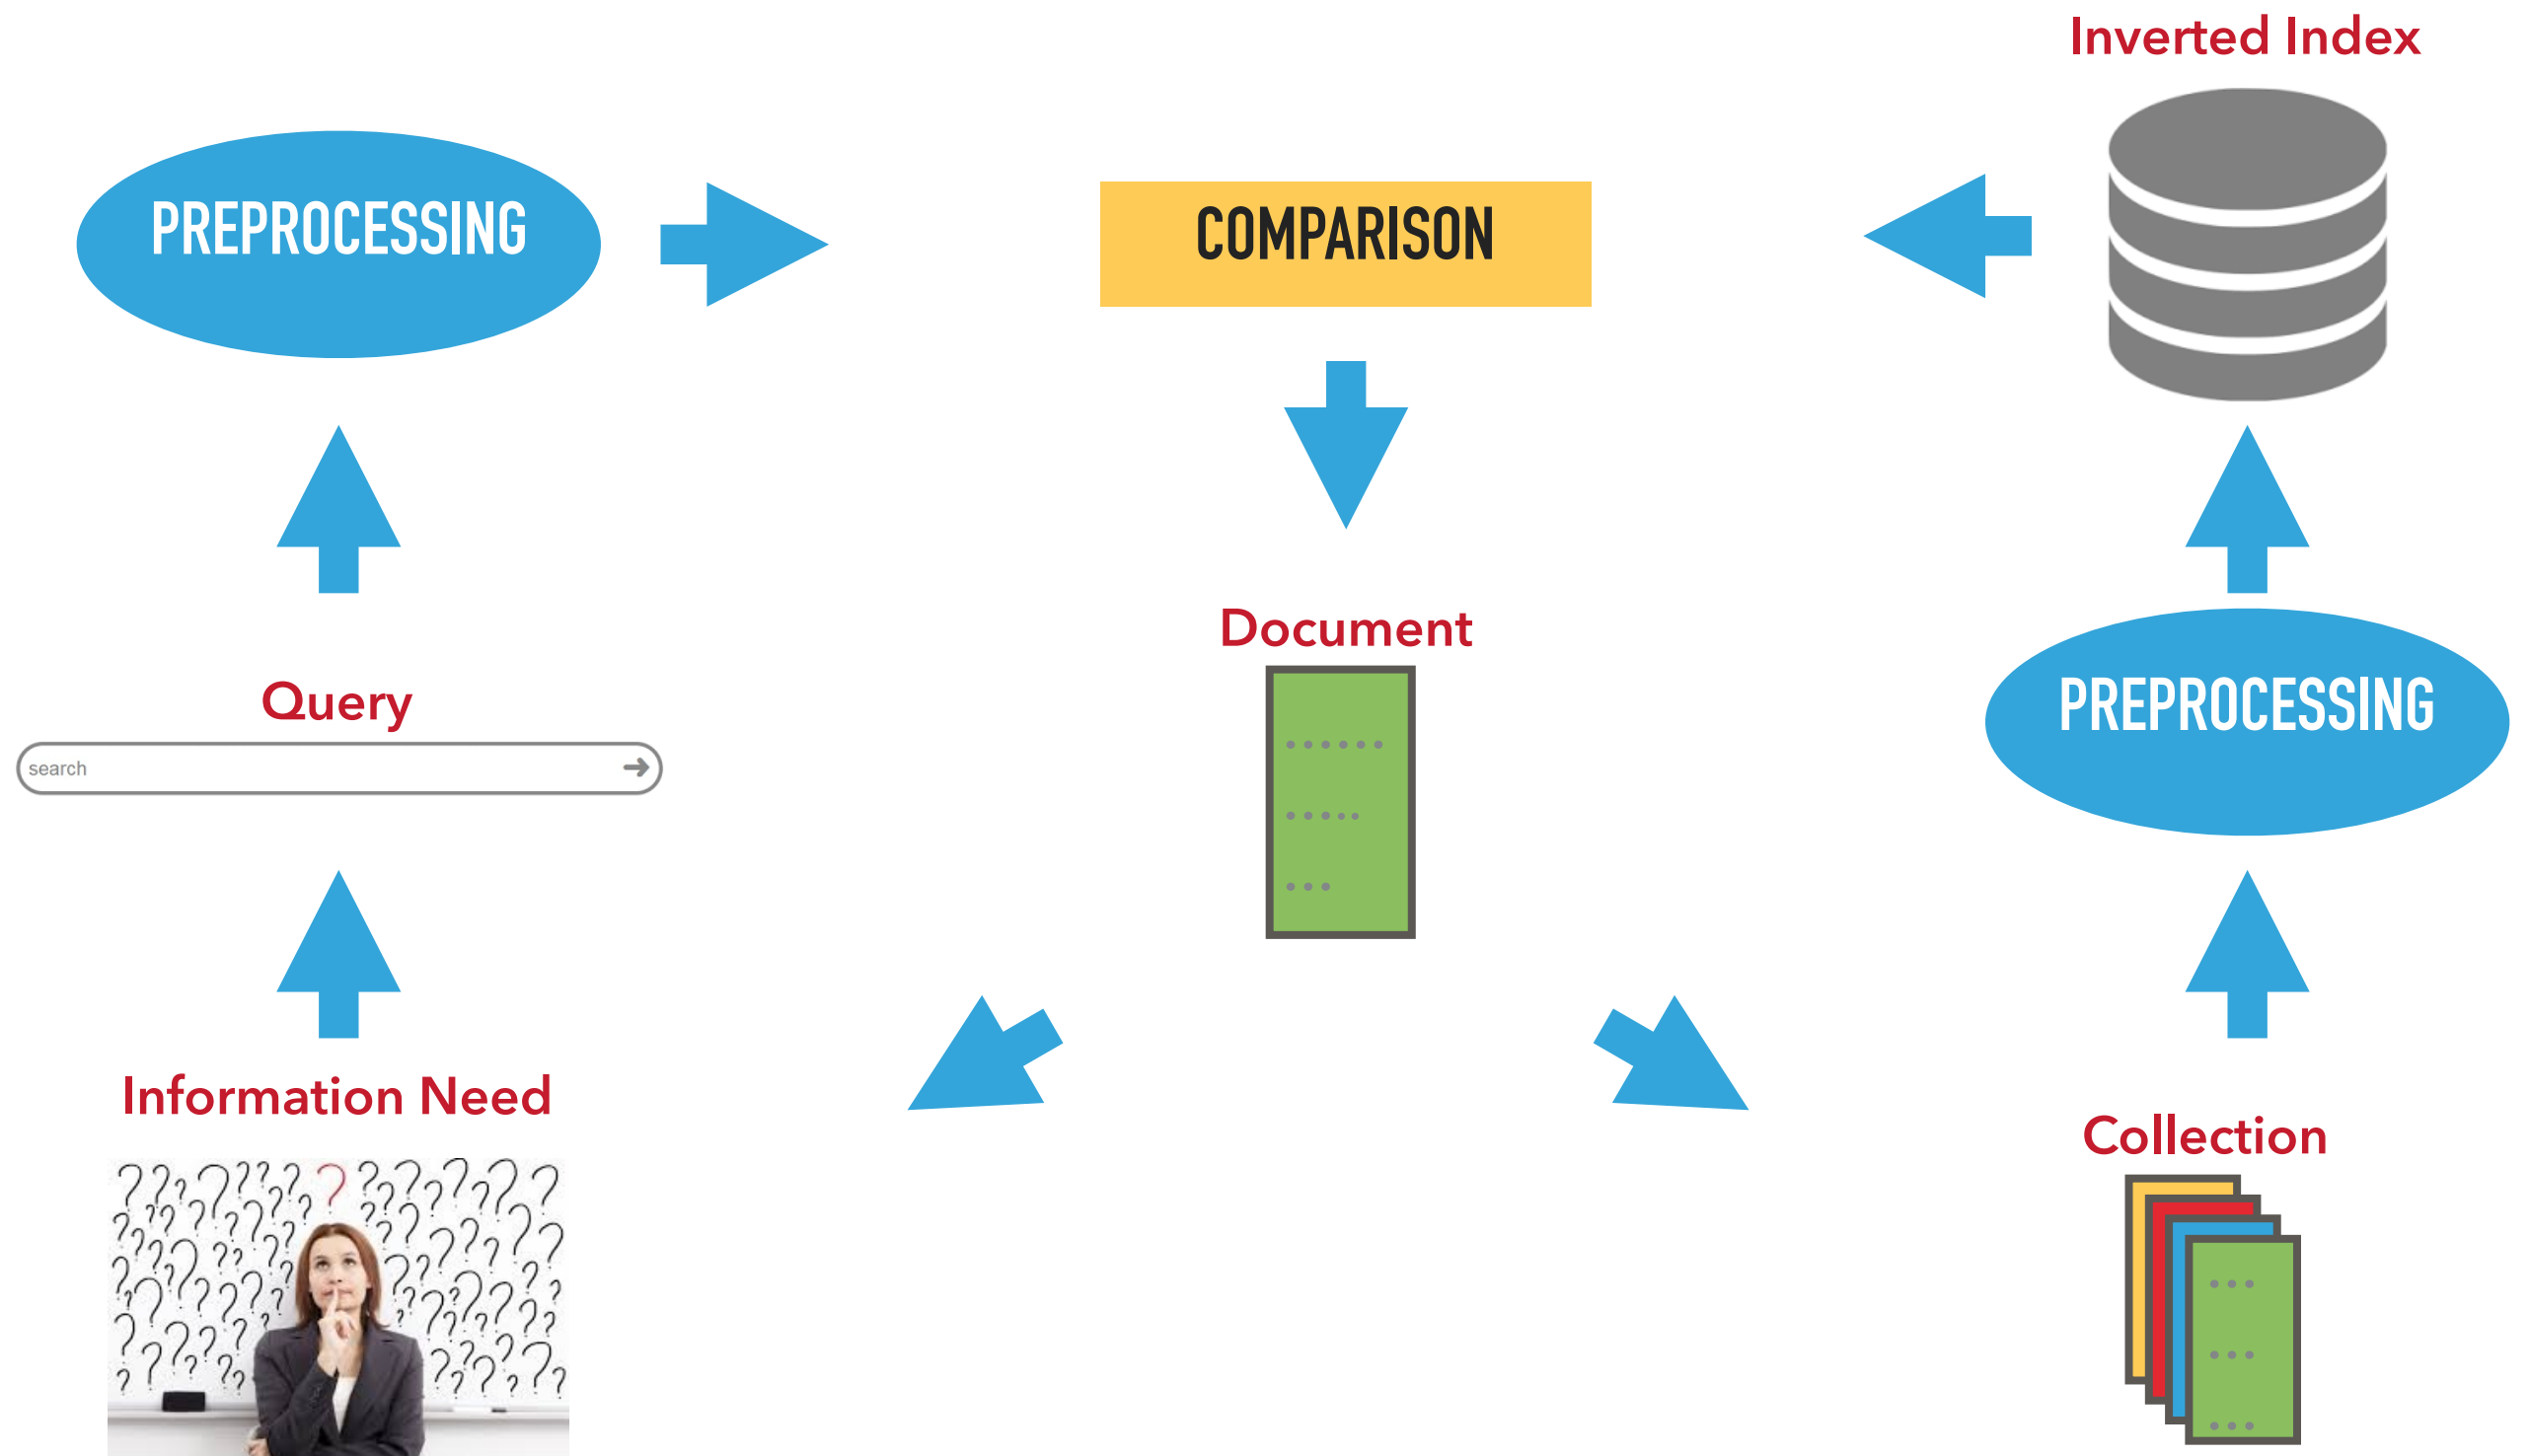 Inverted Index
PREPROCESSING
COMPARISON
Document
Query
search
PREPROCESSING
Information Need
Collection